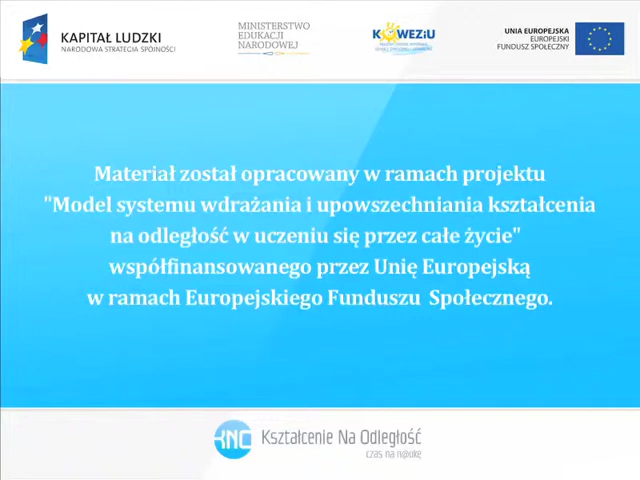 KAPITAŁ LUDZKI
NARODOWA STRATEGIA SPÓJNOŚCI
MINISTERSTWO
EDUKACJI
NARODOWEJ
KOWEZiU
UNIA EUROPEJSKA
EUROPEJSKI
FUNDUSZ SPOŁECZNY
Materiał został opracowany w ramach projektu
"Model systemu wdrażania i upowszechniania kształcenia
na odległość w uczeniu się przez całe życie"
współfinansowanego przez Unię Europejską
w ramach Europejskiego Funduszu Społecznego.
KNO Kształcenie Na Odległość
czas na n@ukę